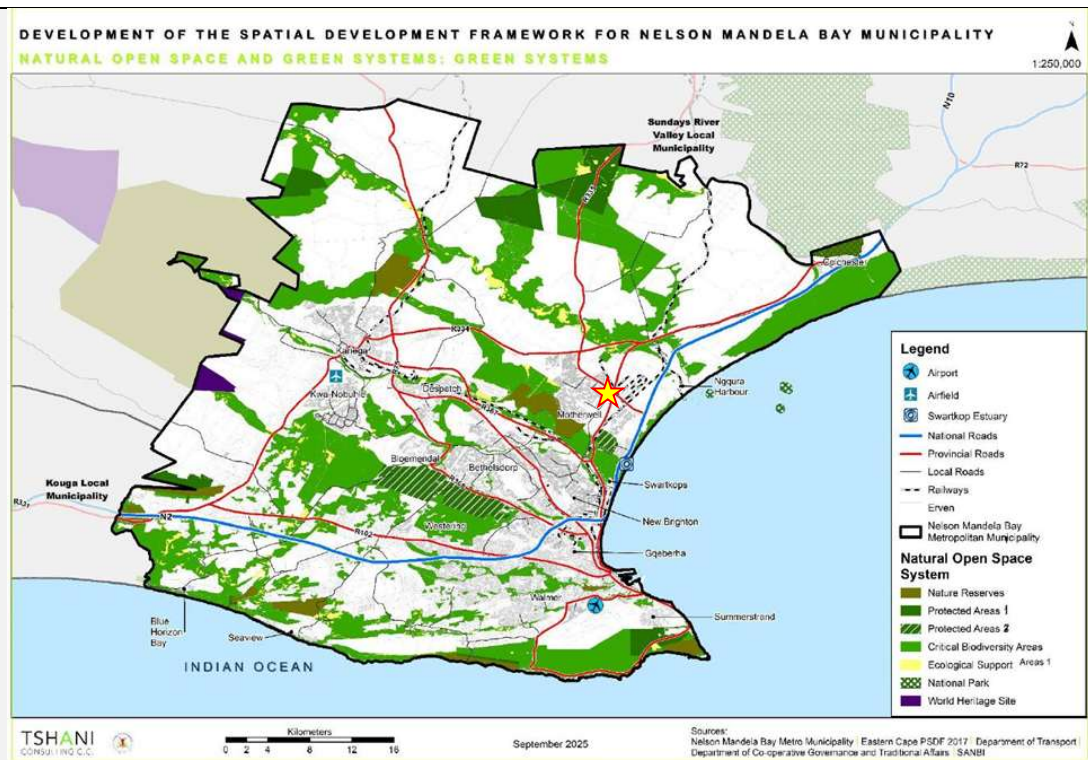 DEVELOPMENT OF THE SPATIAL DEVELOPMENT FRAMEWORK FOR NELSON MANDELA BAY MUNICIPALITY
NATURAL OPEN SPACE AND GREEN SYSTEMS: GREEN SYSTEMS
1:250,000
N10
Sundays River
Valley Local
Municipality
R72
R335
Colchester
R334
Kariega
Kwa-Nobuhle
Despatch
Motherwell
Ngqura
Harbour
Bloemendal
Bethelsdorp
Swartkops
Kouga Local
Municipality
N2
R102
Westering
New Brighton
Gqeberha
Walmer
Summerstrand
Blue
Horizon
Bay
Seaview
INDIAN OCEAN
Legend
Airport
Airfield
Swartkop Estuary
National Roads
Provincial Roads
Local Roads
Railways
Erven
Nelson Mandela Bay
Metropolitan Municipality
Natural Open Space
System
Nature Reserves
Protected Areas 1
Protected Areas 2
Critical Biodiversity Areas
Ecological Support Areas 1
National Park
World Heritage Site
TSHANI
CONSULTING C.C.
Kilometers
0 2 4 8 12 16
September 2025
Sources:
Nelson Mandela Bay Metro Municipality | Eastern Cape PSDF 2017 | Department of Transport |
Department of Co-operative Governance and Traditional Affairs | SANBI